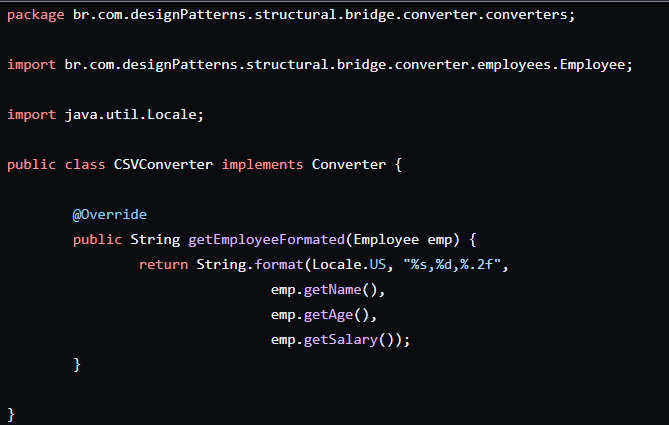 package br.com.designPatterns.structural.bridge.converter.converters;
import br.com.designPatterns.structural.bridge.converter.employees.Employee;
import java.util.Locale;
public class CSVConverter implements Converter {
@Override
public String getEmployeeFormated(Employee emp) {
return String.format(Locale.US, "%s,%d,%.2f",
emp.getName(),
emp.getAge(),
emp.getSalary());
}
}